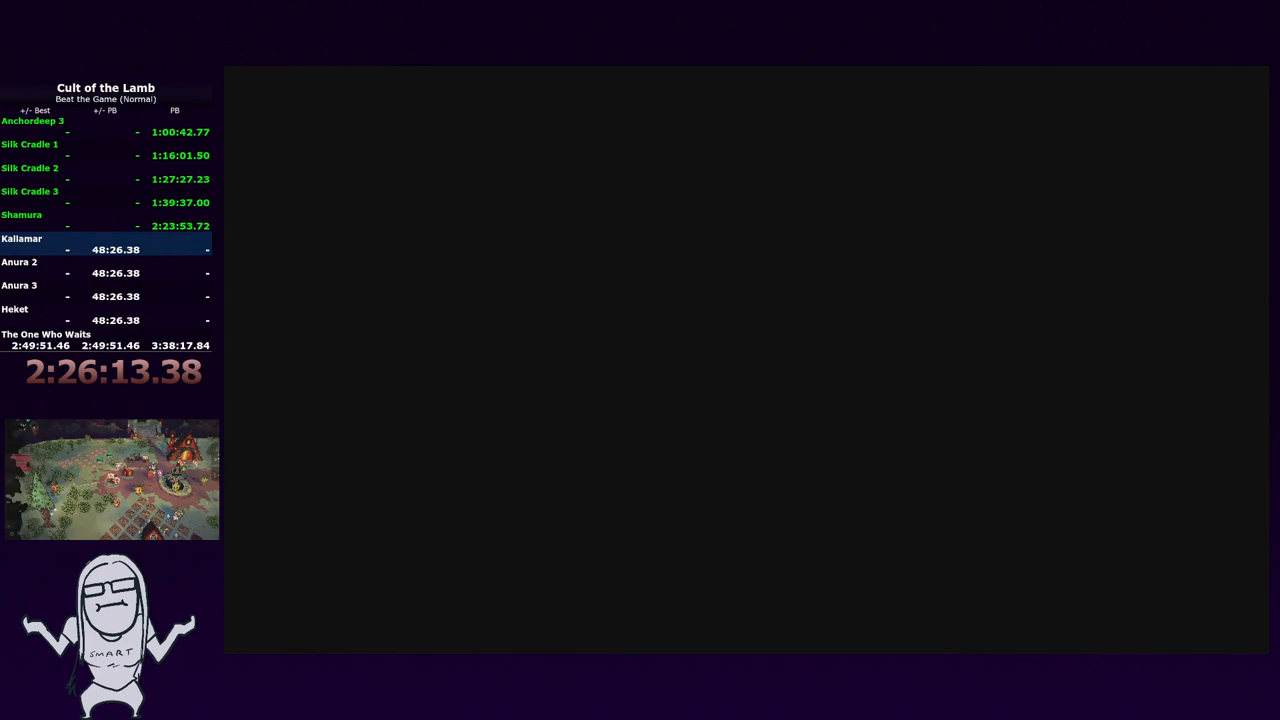 Cult of the Lamb
Beat the Game (Normal)
+/- Best +/- PB PB
Anchordeep 3
- - 1:00:42.77
Silk Cradle 1
- - 1:16:01.50
Silk Cradle 2
- - 1:27:27.23
Silk Cradle 3
- - 1:39:37.00
Shamura
- - 2:23:53.72
Kallamar
- 48:26.38 -
Anura 2
- 48:26.38 -
Anura 3
- 48:26.38 -
Heket
- 48:26.38 -
The One Who Waits
2:49:51.46 2:49:51.46 3:38:17.84
2:26:13.38
SMART